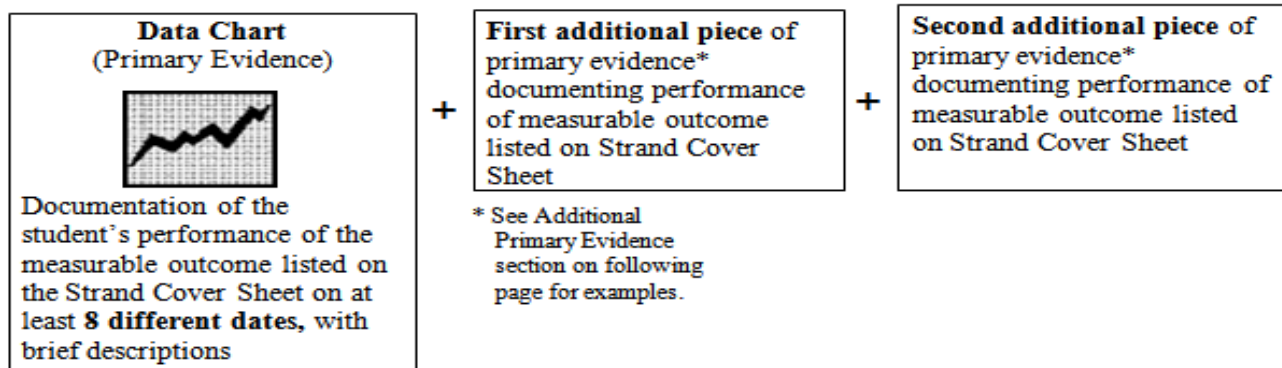 Data Chart
(Primary Evidence)
Documentation of the
student's performance of the
measurable outcome listed on
the Strand Cover Sheet on at
least 8 different dates, with
brief descriptions
+
First additional piece of
primary evidence*
documenting performance
of measurable outcome
listed on Strand Cover
Sheet
* See Additional
Primary Evidence
section on following
page for examples.
+
Second additional piece of
primary evidence*
documenting performance of
measurable outcome listed
on Strand Cover Sheet